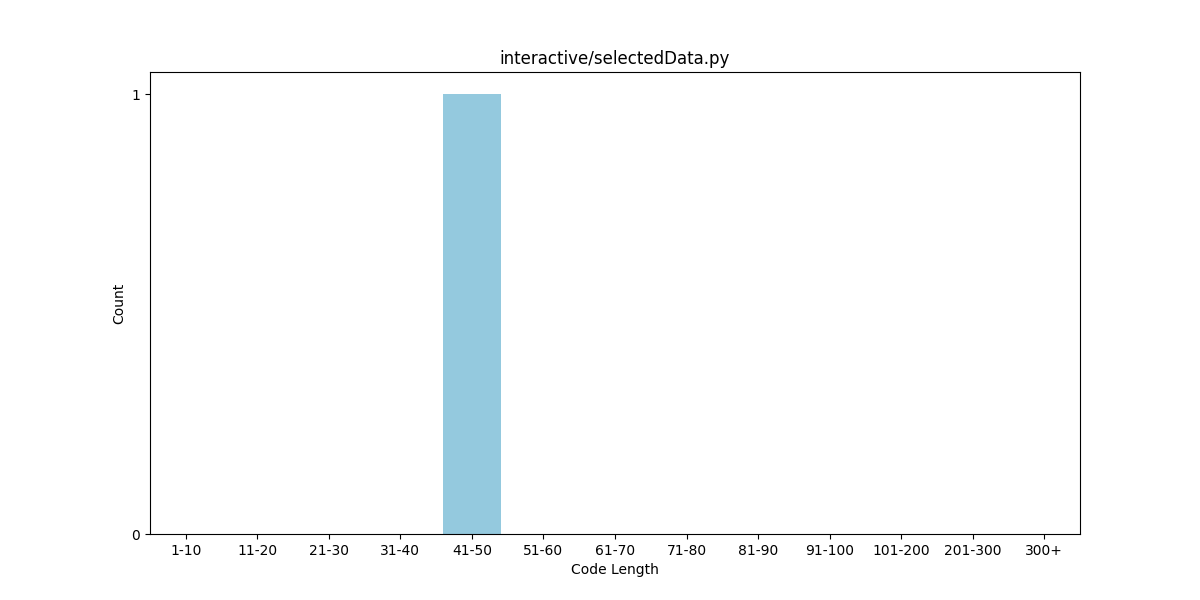 interactive/selectedData.py
1
Count
0
1-10 11-20 21-30 31-40 41-50 51-60 61-70 71-80 81-90 91-100 101-200 201-300 300+
Code Length